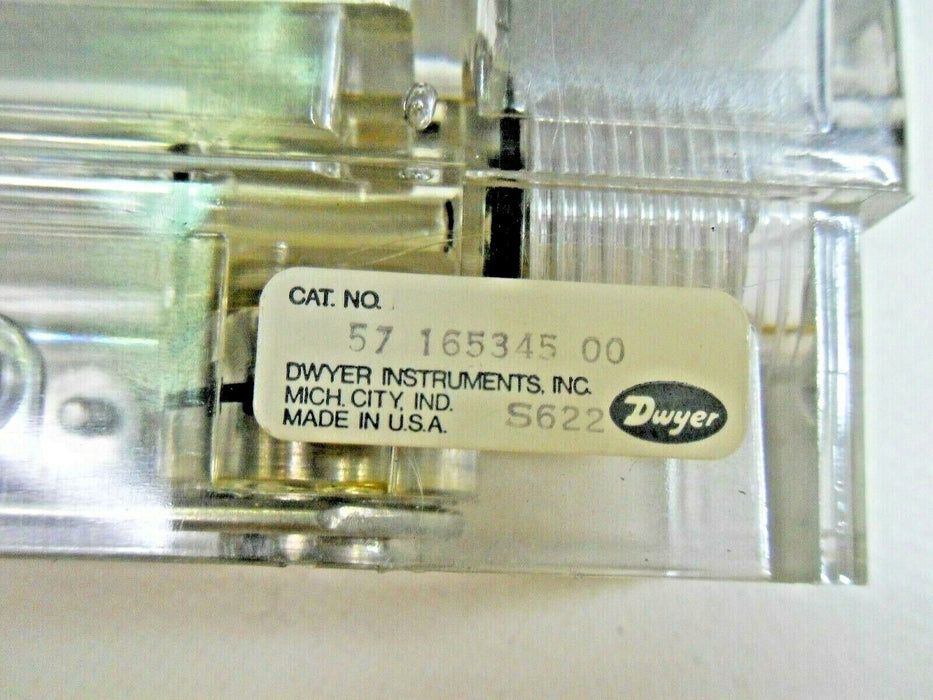 CAT. NO.
57 165345 00
DWYER INSTRUMENTS, INC.
MICH. CITY, IND.
MADE IN U.S.A.
S622
Dwyer